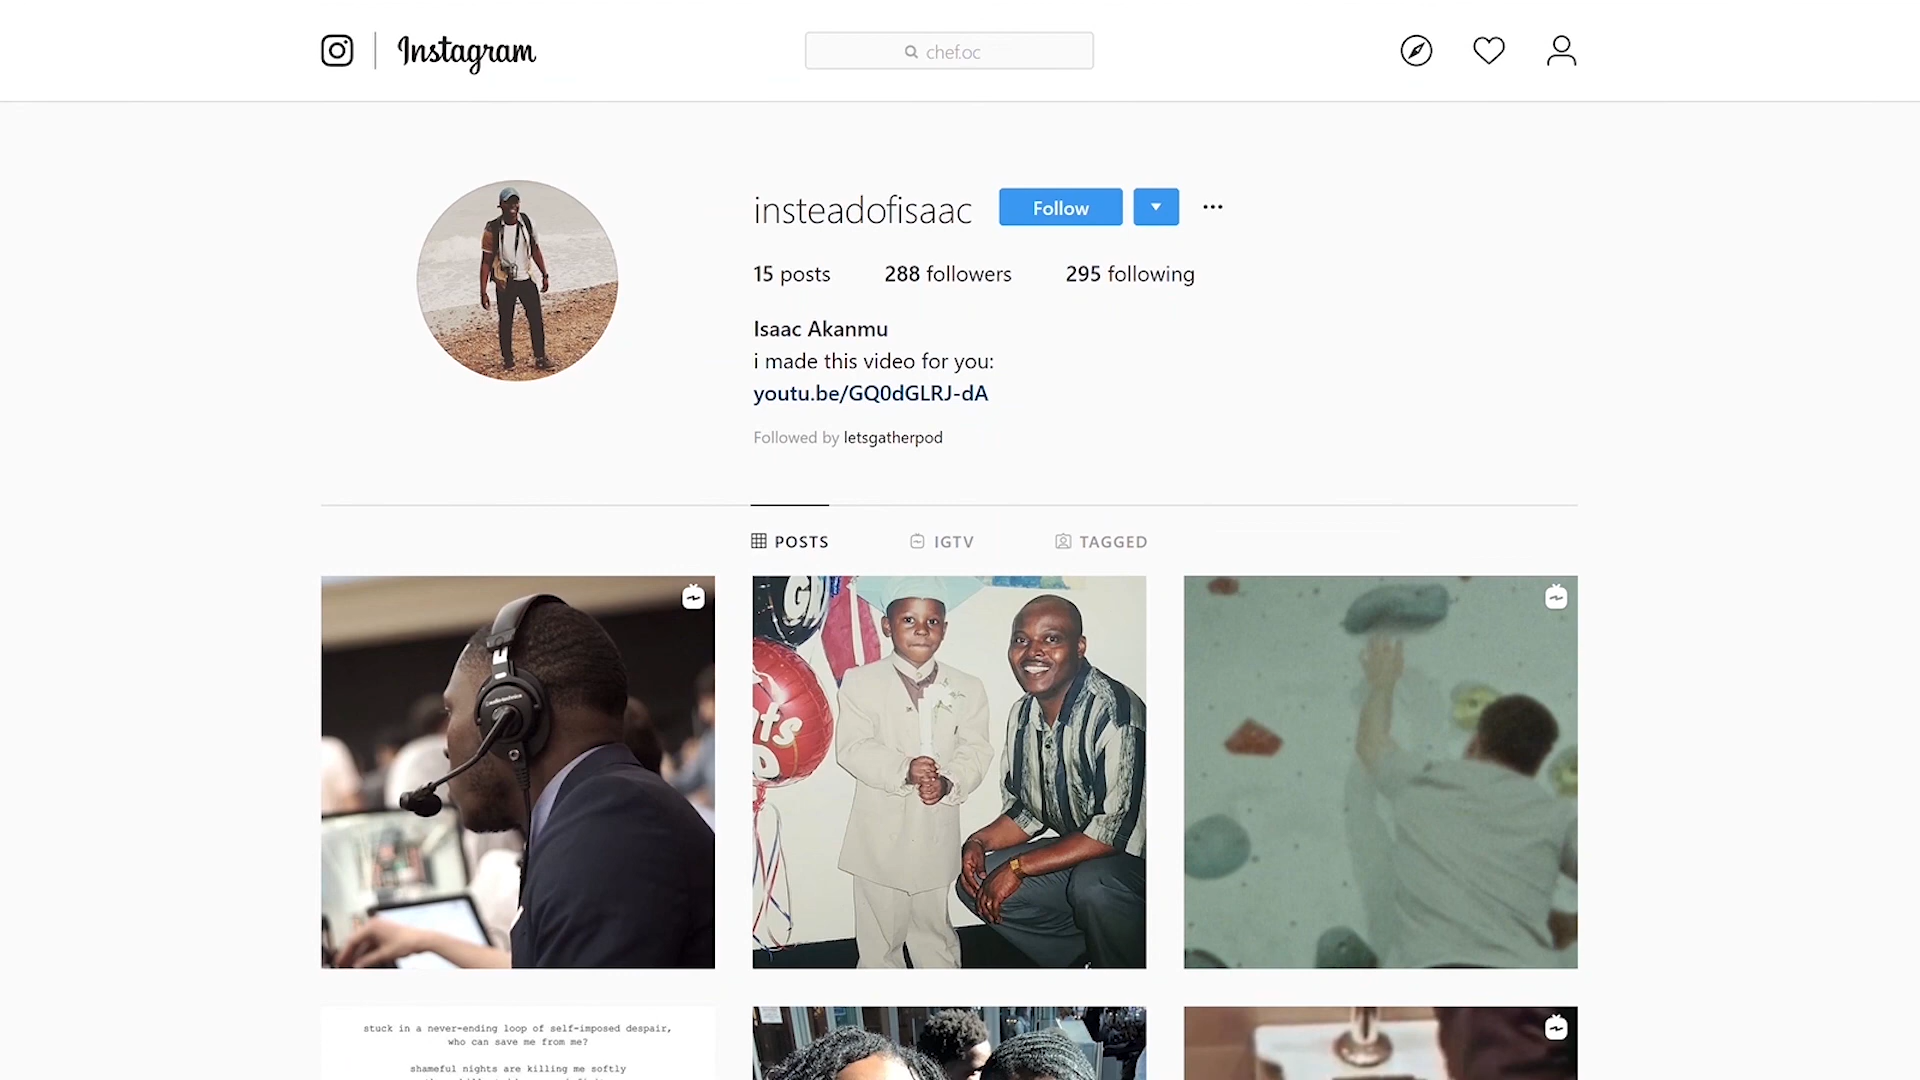 Instagram
chef.oc
insteadofisaac
Follow
15 posts
288 followers
295 following
Isaac Akanmu
i made this video for you:
youtu.be/GQ0dGLRJ-dA
Followed by letsgatherpod
POSTS
IGTV
TAGGED
stuck in a never-ending loop of self-imposed despair,
who can save me from me?
shameful nights are killing me softly